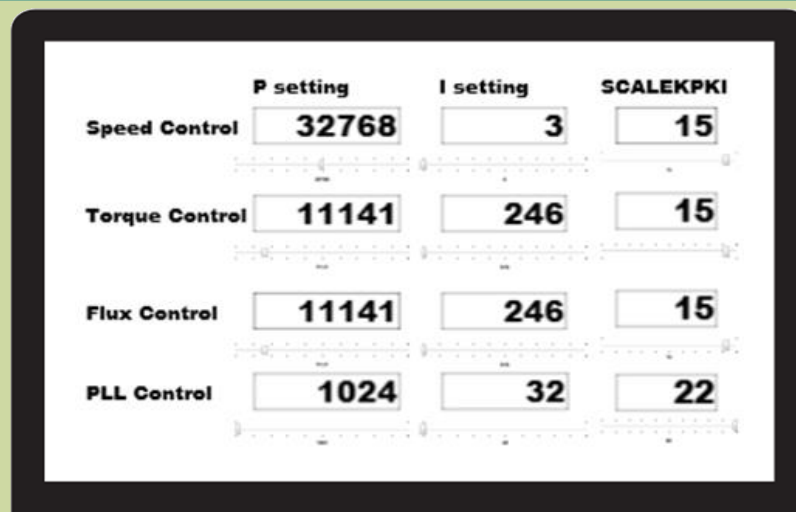 P setting I setting SCALEKPKI
Speed Control 32768 3 15
Torque Control 11141 246 15
Flux Control 11141 246 15
PLL Control 1024 32 22